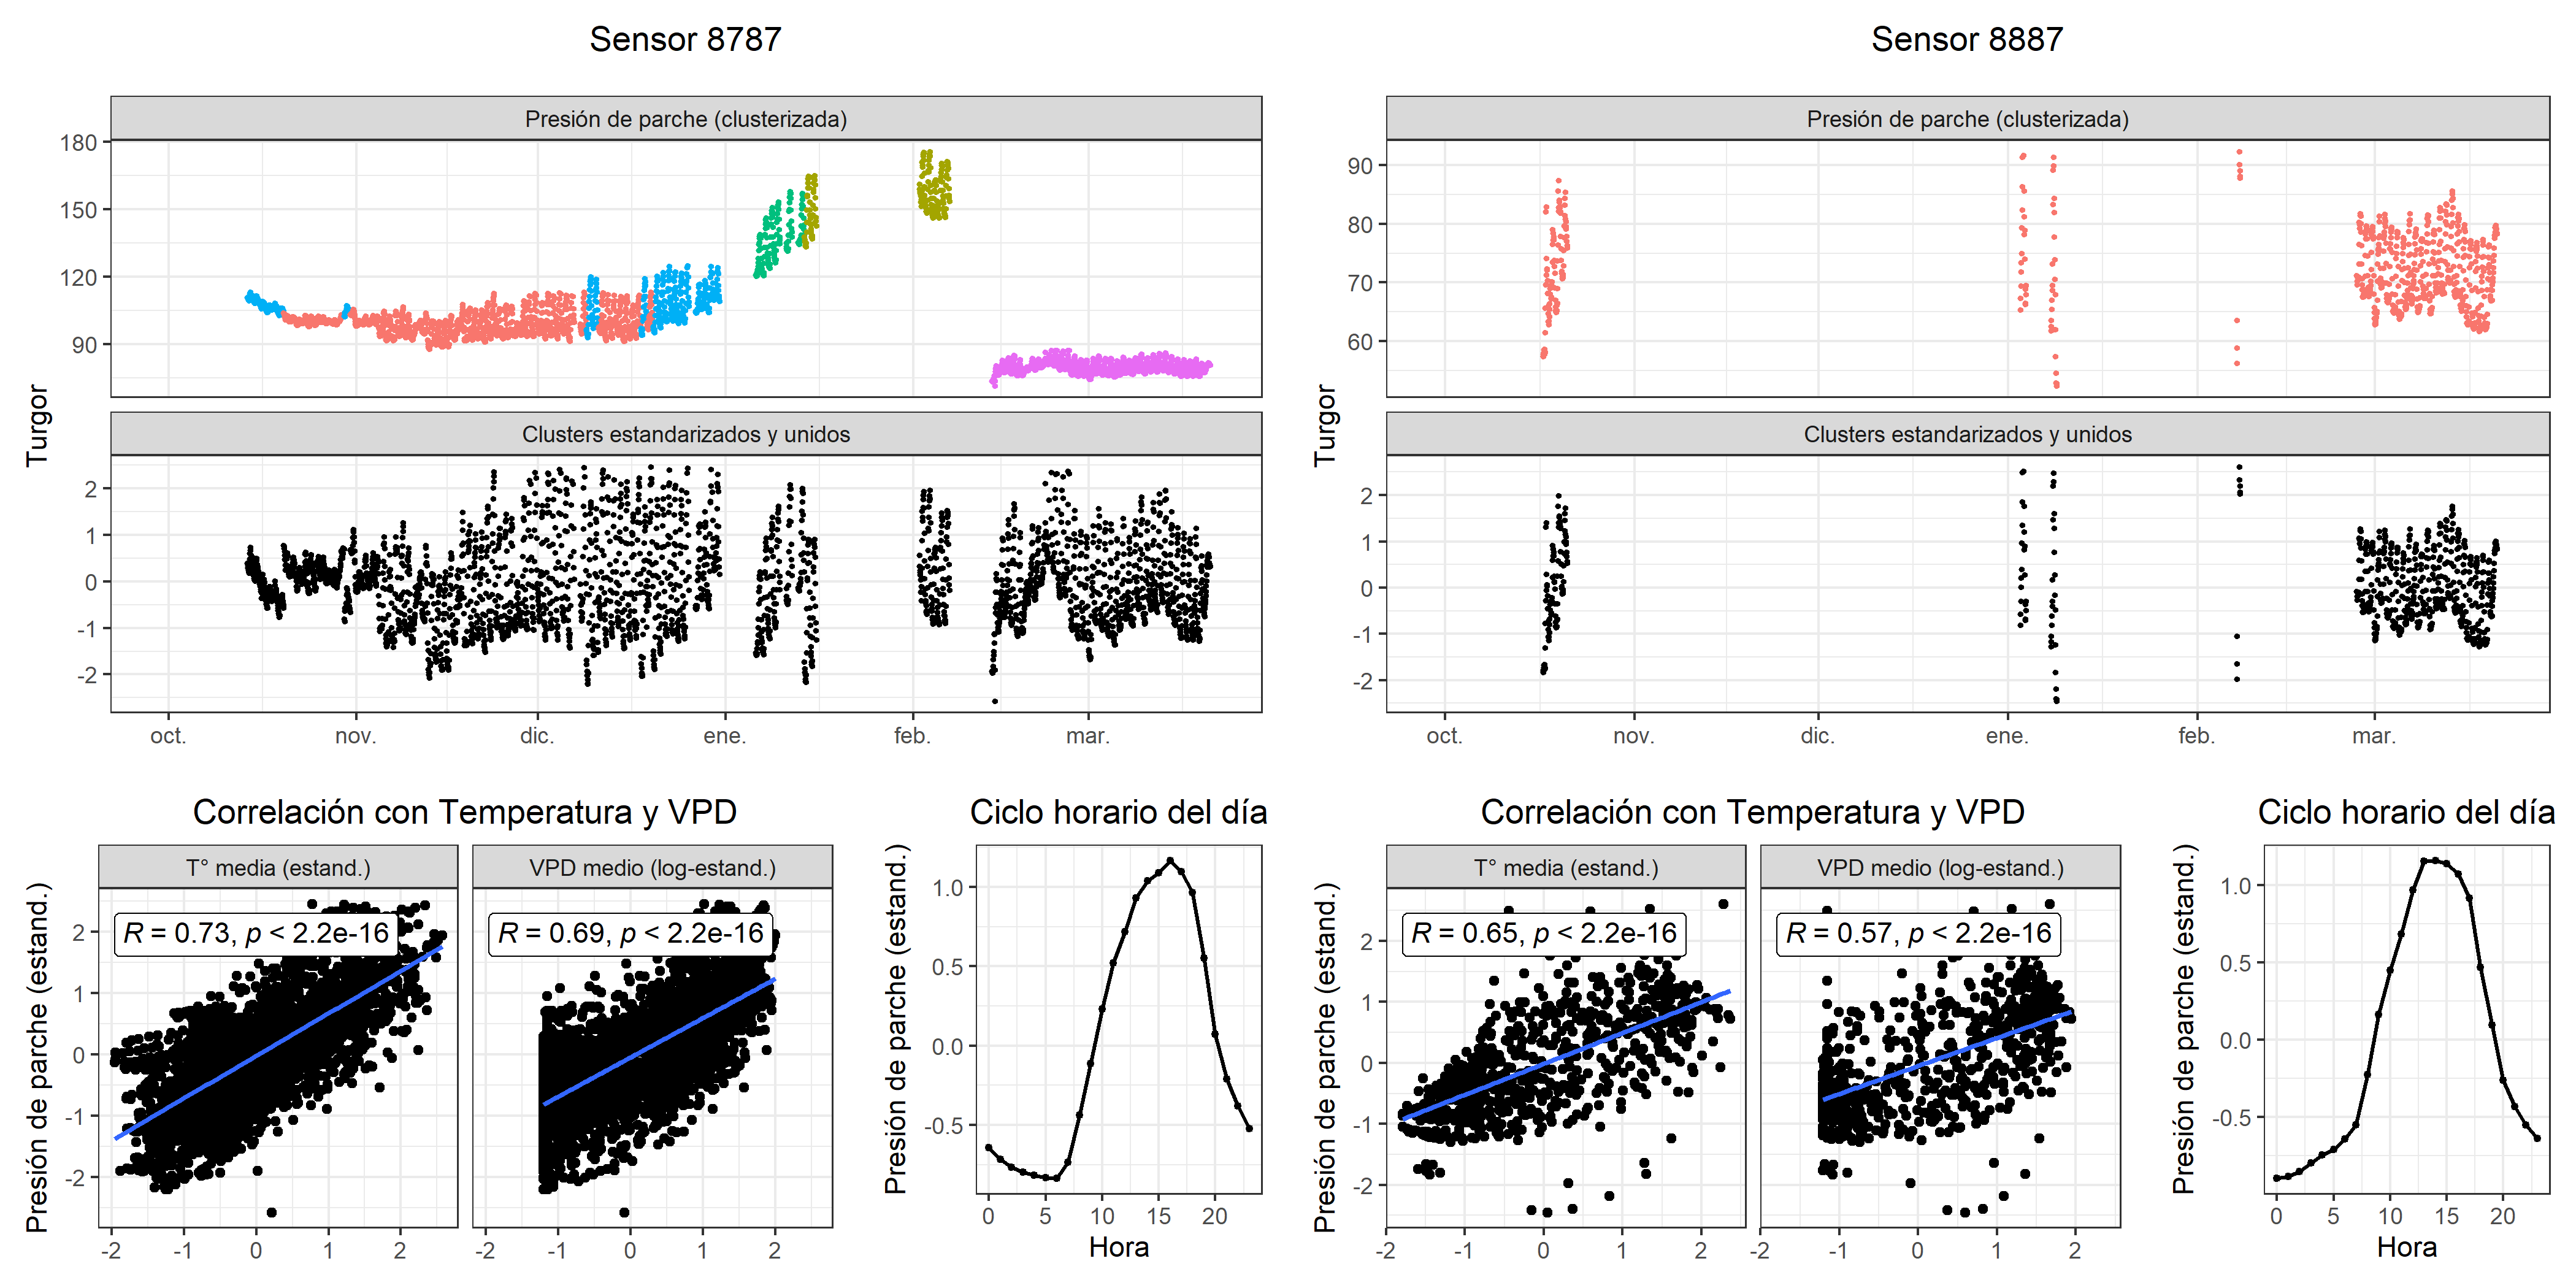 Sensor 8787
Presión de parche (clusterizada)
180
150
120
90
Turgor
Clusters estandarizados y unidos
2
1
0
-1
-2
oct. nov. dic. ene. feb. mar.
Correlación con Temperatura y VPD
T° media (estand.) VPD medio (log-estand.)
R = 0.73, p < 2.2e-16 R = 0.69, p < 2.2e-16
Presión de parche (estand.)
2
1
0
-1
-2
-2 -1 0 1 2 -2 -1 0 1 2
Ciclo horario del día
Presión de parche (estand.)
1.0
0.5
0.0
-0.5
0 5 10 15 20
Hora
Sensor 8887
Presión de parche (clusterizada)
90
80
70
60
Turgor
Clusters estandarizados y unidos
2
1
0
-1
-2
oct. nov. dic. ene. feb. mar.
Correlación con Temperatura y VPD
T° media (estand.) VPD medio (log-estand.)
R = 0.65, p < 2.2e-16 R = 0.57, p < 2.2e-16
Presión de parche (estand.)
2
1
0
-1
-2
-2 -1 0 1 2 -2 -1 0 1 2
Ciclo horario del día
Presión de parche (estand.)
1.0
0.5
0.0
-0.5
0 5 10 15 20
Hora